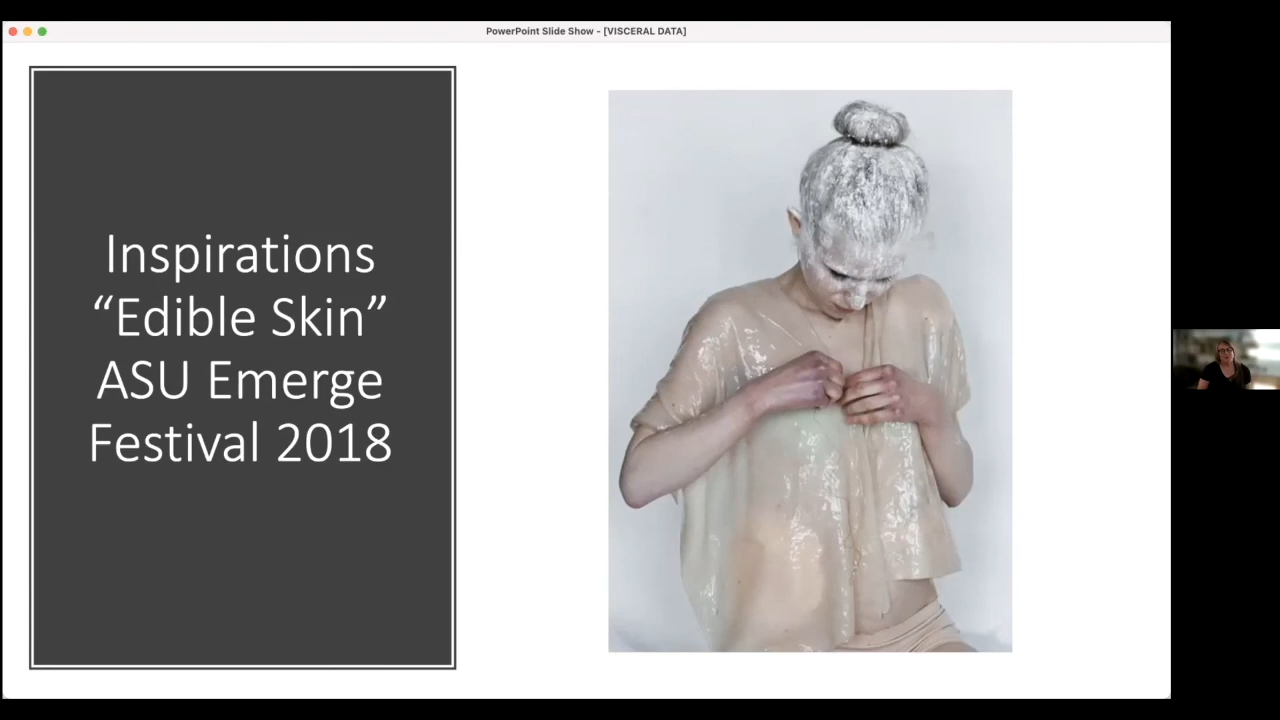 PowerPoint Slide Show - [VISCERAL DATA]
Inspirations
“Edible Skin”
ASU Emerge
Festival 2018